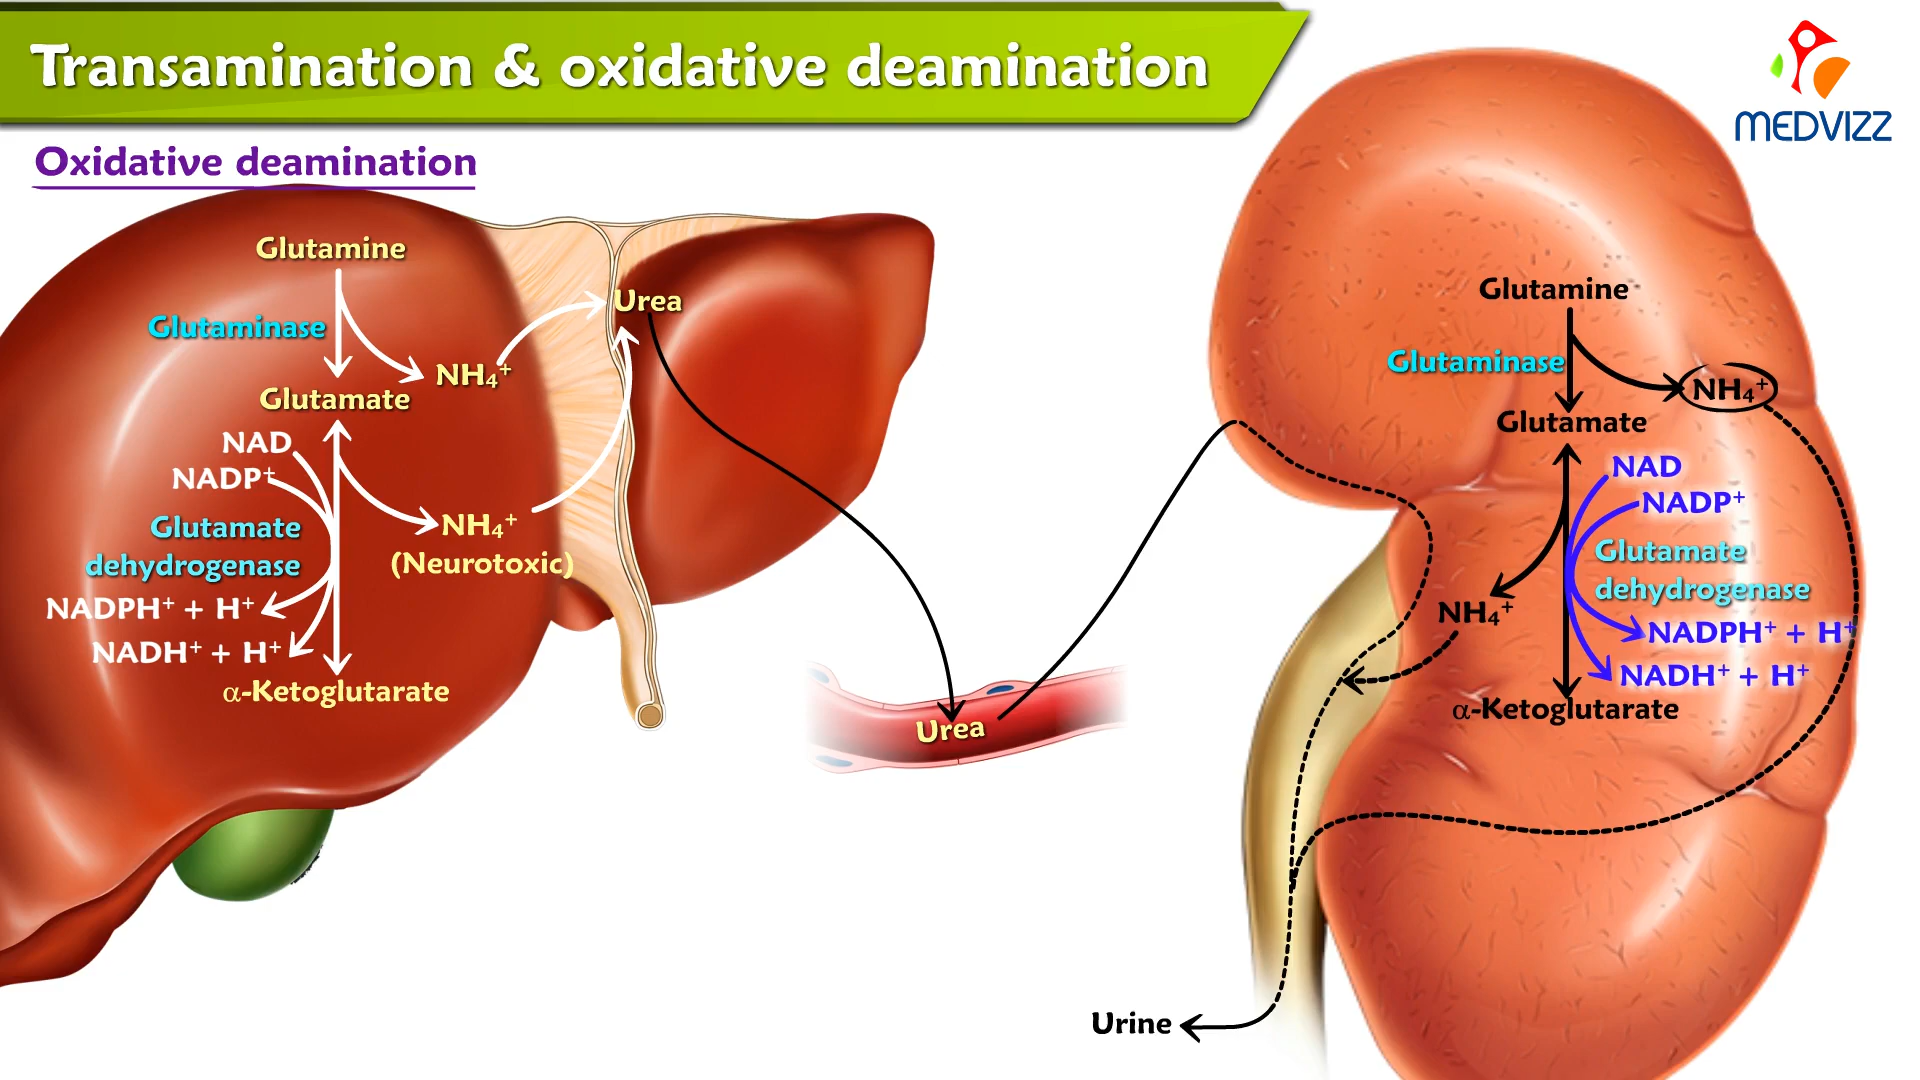 Transamination & oxidative deamination
MEDVIZZ
Oxidative deamination
Glutamine
Glutaminase
NH₄⁺
Urea
Glutamate
NAD
NADP⁺
Glutamate
dehydrogenase
NH₄⁺
(Neurotoxic)
NADPH⁺ + H⁺
NADH⁺ + H⁺
α-Ketoglutarate
Urea
Glutamine
Glutaminase
NH₄⁺
Glutamate
NAD
NADP⁺
Glutamate
dehydrogenase
NH₄⁺
NADPH⁺ + H⁺
NADH⁺ + H⁺
α-Ketoglutarate
Urine